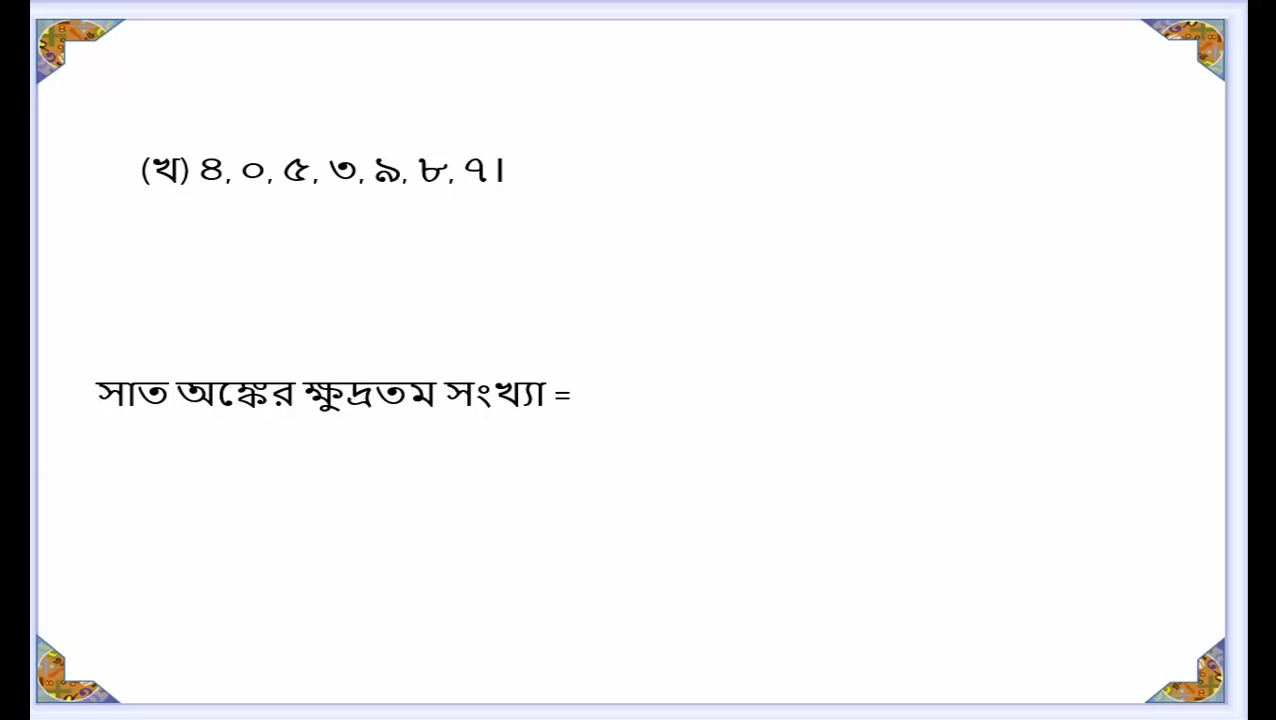 (খ) ৪, ০, ৫, ৩, ৯, ৮, ৭।
সাত অঙ্কের ক্ষুদ্রতম সংখ্যা =